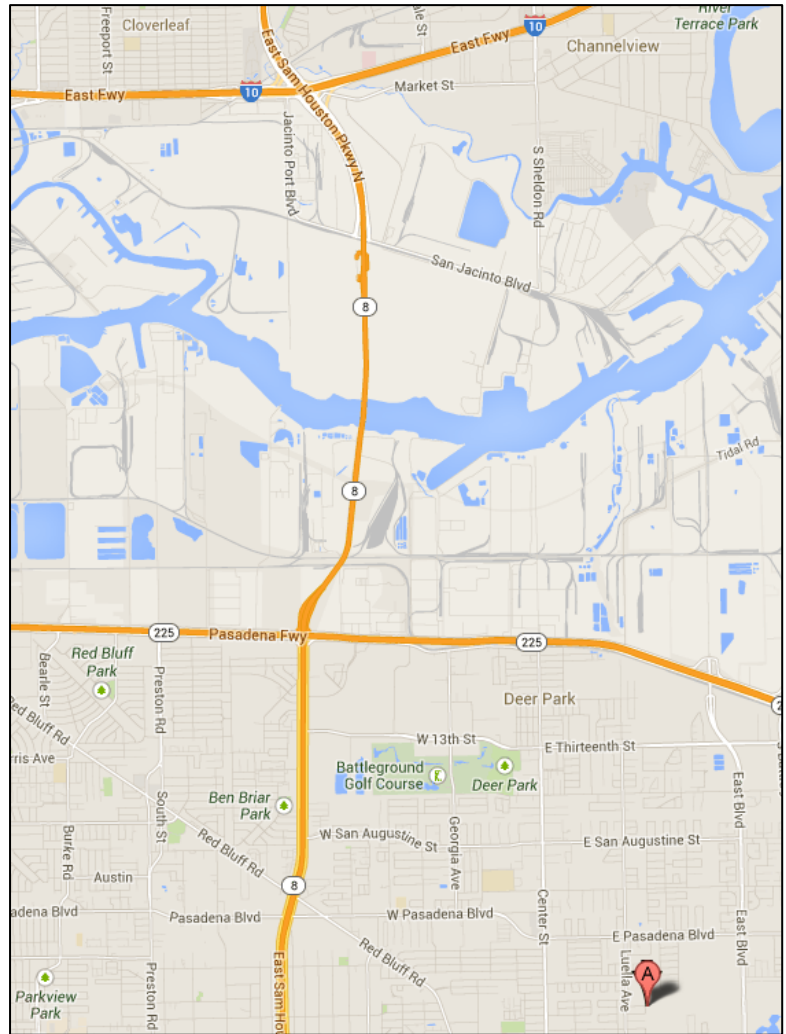 Cloverleaf
Freeport St
East Fwy
10
East Sam Houston Pkwy N
East Fwy
10
Channelview
River
Terrace Park
Market St
Jacinto Port Blvd
S Sheldon Rd
San Jacinto Blvd
8
Tidal Rd
8
225
Pasadena Fwy
225
Red Bluff
Park
Bearle St
Preston Rd
Deer Park
Red Bluff Rd
W 13th St
E Thirteenth St
Battleground
Golf Course
Deer Park
East Blvd
Ben Briar
Park
South St
Burke Rd
Red Bluff Rd
W San Augustine St
Georgia Ave
E San Augustine St
Austin
8
Pasadena Blvd
W Pasadena Blvd
Center St
E Pasadena Blvd
East Blvd
Red Bluff Rd
Luella Ave
A
Parkview
Park
Preston Rd
East Sam Hou